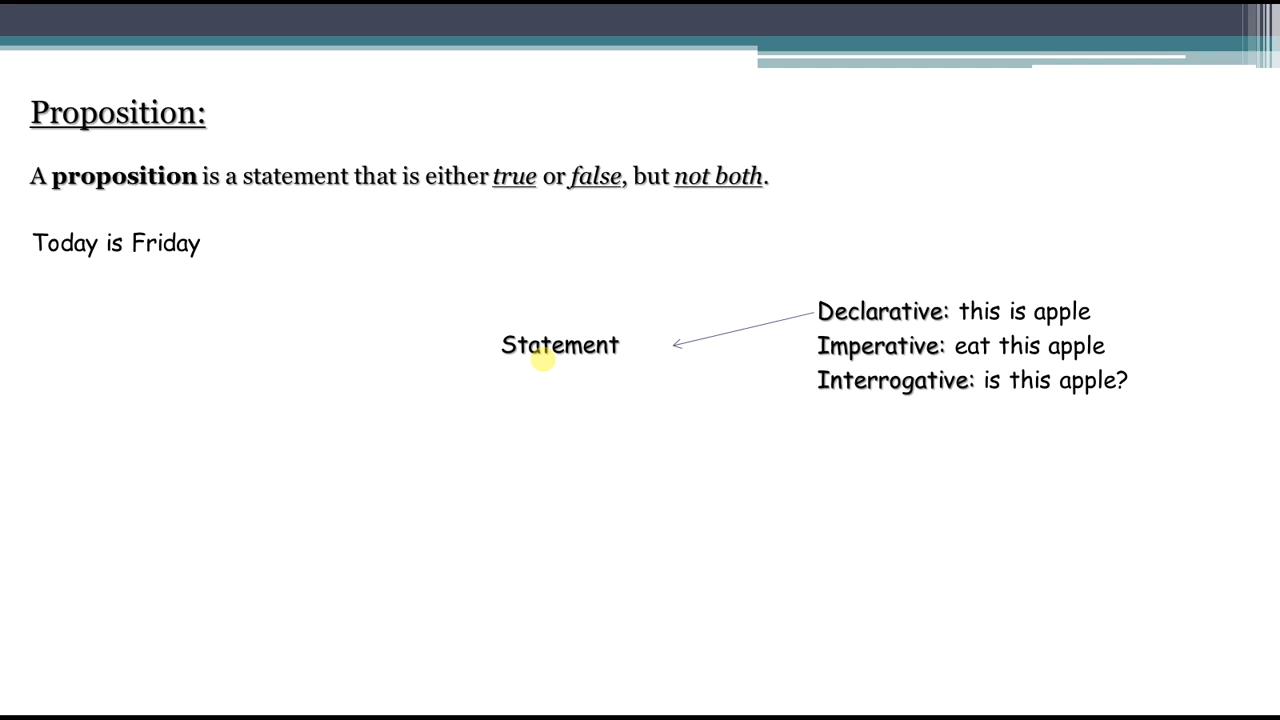 Proposition:
A proposition is a statement that is either true or false, but not both.
Today is Friday
Declarative: this is apple
Statement
Imperative: eat this apple
Interrogative: is this apple?